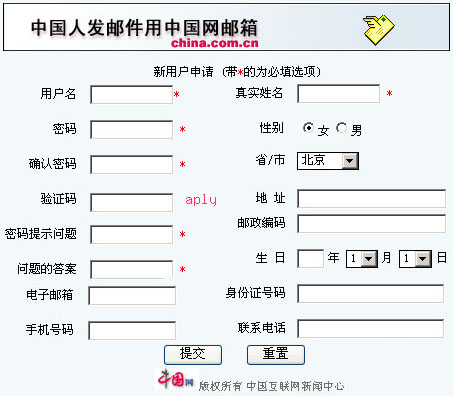 中国人发邮件用中国网邮箱
china.com.cn
新用户申请 (带*的为必填选项)
用户名 * 真实姓名 *
密码 * 性别 女 男
确认密码 * 省/市 北京
验证码 aply 地 址
密码提示问题 * 邮政编码
问题的答案 * 生 日 年 1 月 1 日
电子邮箱 身份证号码
手机号码 联系电话
提交 重置
中国网 版权所有 中国互联网新闻中心